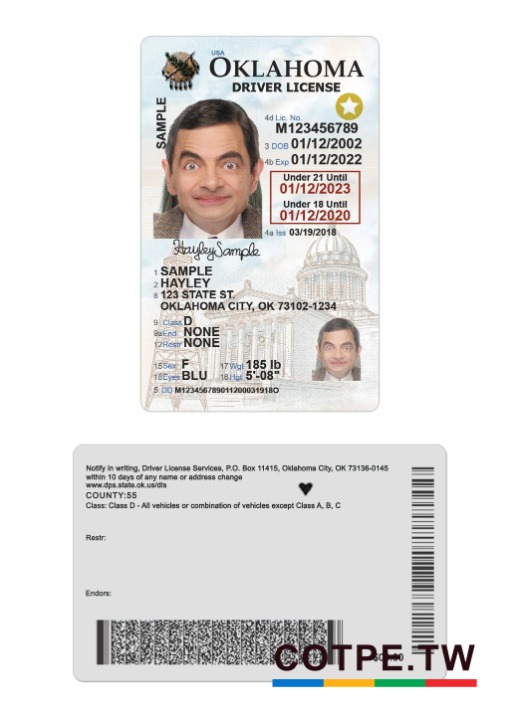 USA
OKLAHOMA
DRIVER LICENSE
SAMPLE
4d Lic. No.
M123456789
3 DOB 01/12/2002
4b Exp 01/12/2022
Under 21 Until
01/12/2023
Under 18 Until
01/12/2020
4a Iss 03/19/2018
HayleySample
1 SAMPLE
2 HAYLEY
8 123 STATE ST.
OKLAHOMA CITY, OK 73102-1234
9 Class D
9a End NONE
12 Restr NONE
15 Sex F 17 Wgt 185 lb
18 Eyes BLU 16 Hgt 5'-08"
5 DD M123456789011200031918O
Notify in writing, Driver License Services, P.O. Box 11415, Oklahoma City, OK 73136-0145
within 10 days of any name or address change
www.dps.state.ok.us/dls
COUNTY:55
Class: Class D - All vehicles or combination of vehicles except Class A, B, C
Restr:
Endors:
COTPE.TW